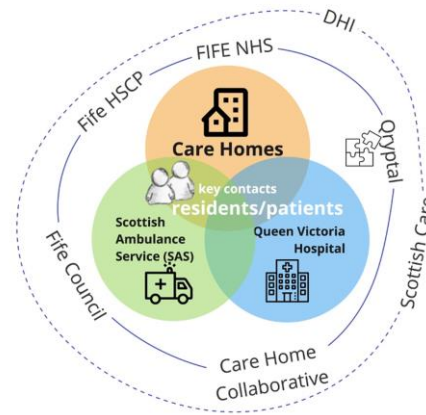 DHI
FIFE NHS
Fife HSCP
Qryptal
Care Homes
key contacts
residents/patients
Scottish
Ambulance
Service (SAS)
Queen Victoria
Hospital
Fife Council
Scottish Care
Care Home
Collaborative